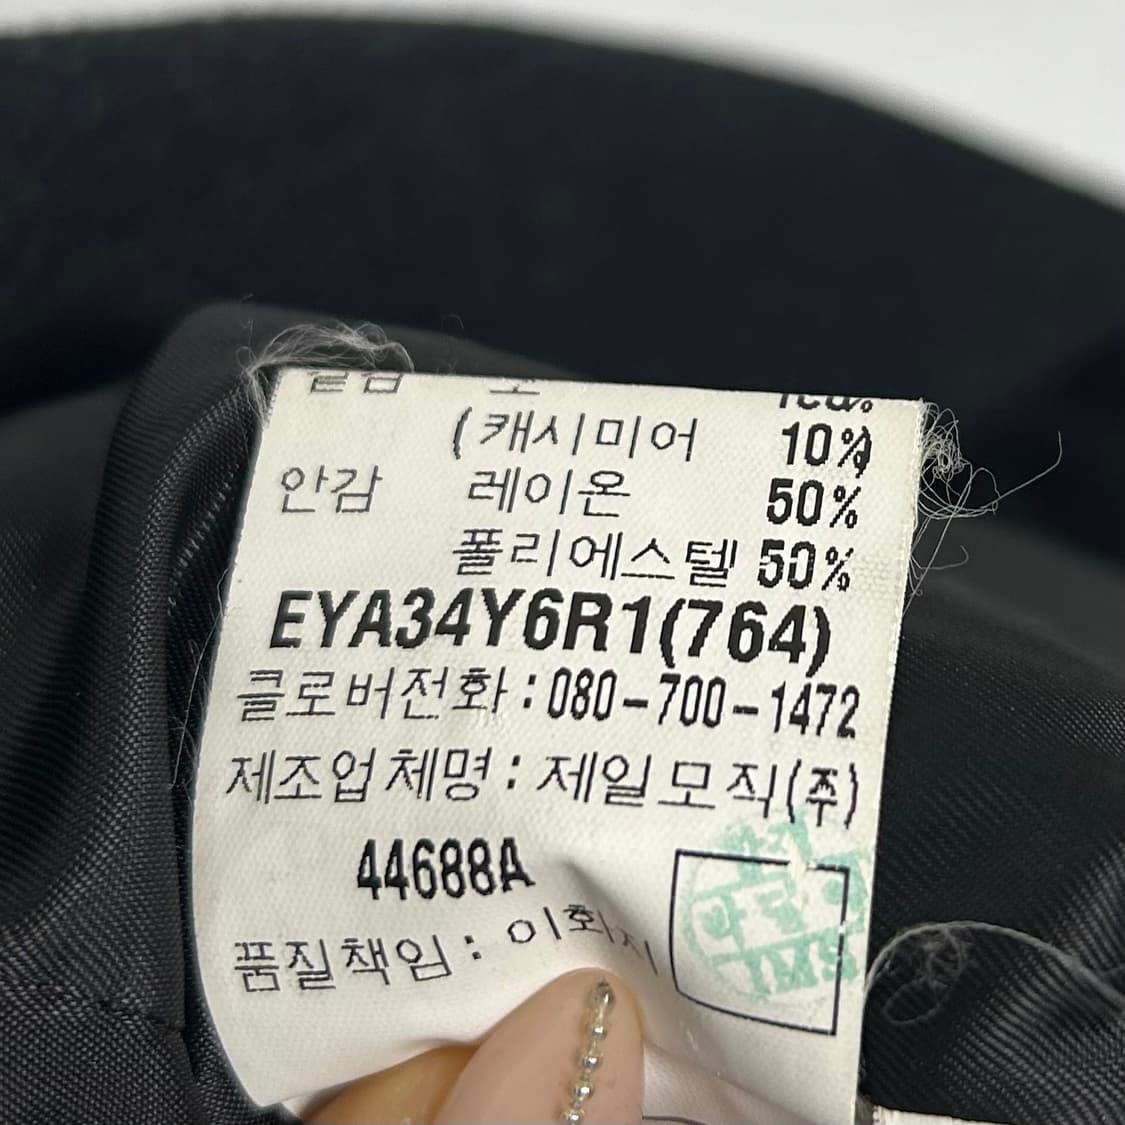 (캐시미어 10%)
안감 레이온 50%
폴리에스텔 50%
EYA34Y6R1(764)
클로버전화:080-700-1472
제조업체명:제일모직(주)
44688A
품질책임:이화